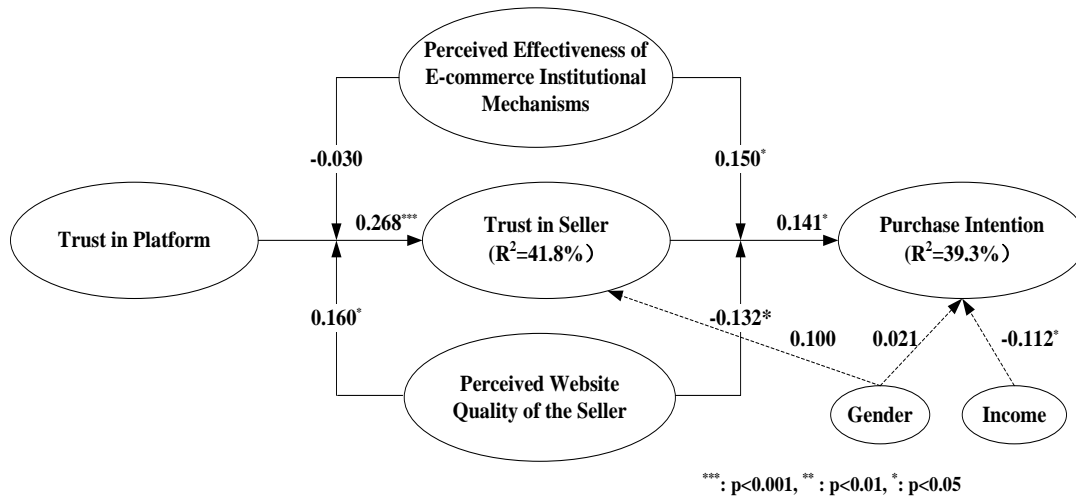 Perceived Effectiveness of
E-commerce Institutional
Mechanisms
-0.030
0.150*
Trust in Platform
0.268***
Trust in Seller
(R²=41.8%)
0.141*
Purchase Intention
(R²=39.3%)
0.160*
-0.132*
0.100
0.021
-0.112*
Perceived Website
Quality of the Seller
Gender
Income
***: p<0.001, ** : p<0.01, *: p<0.05